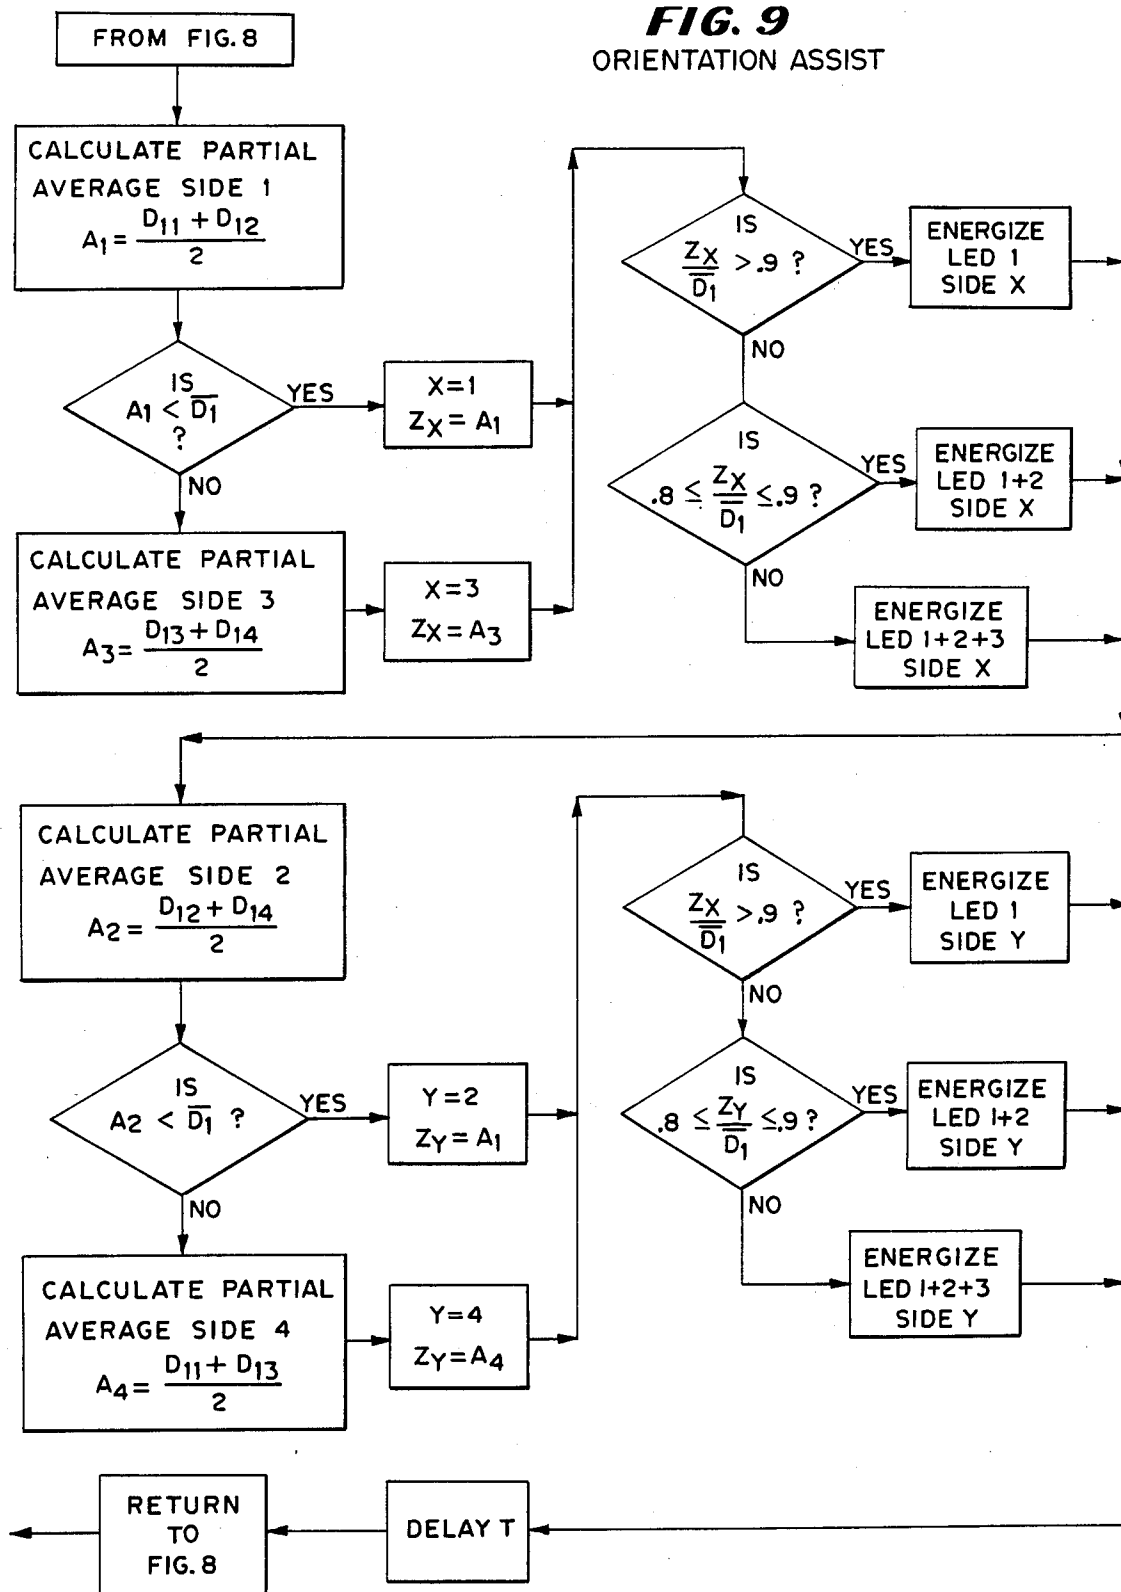 FIG. 9
ORIENTATION ASSIST
FROM FIG. 8
CALCULATE PARTIAL
AVERAGE SIDE 1
A1 = D11 + D12 / 2
IS
A1 < D̅1
?
YES
NO
X=1
ZX = A1
CALCULATE PARTIAL
AVERAGE SIDE 3
A3 = D13 + D14 / 2
X=3
ZX = A3
IS
ZX / D̅1 > .9 ?
YES
NO
ENERGIZE
LED 1
SIDE X
IS
.8 ≤ ZX / D̅1 ≤ .9 ?
YES
NO
ENERGIZE
LED 1+2
SIDE X
ENERGIZE
LED 1+2+3
SIDE X
CALCULATE PARTIAL
AVERAGE SIDE 2
A2 = D12 + D14 / 2
IS
A2 < D̅1 ?
YES
NO
Y=2
ZY = A1
CALCULATE PARTIAL
AVERAGE SIDE 4
A4 = D11 + D13 / 2
Y=4
ZY = A4
IS
ZX / D̅1 > .9 ?
YES
NO
ENERGIZE
LED 1
SIDE Y
IS
.8 ≤ ZY / D̅1 ≤ .9 ?
YES
NO
ENERGIZE
LED 1+2
SIDE Y
ENERGIZE
LED 1+2+3
SIDE Y
DELAY T
RETURN
TO
FIG. 8